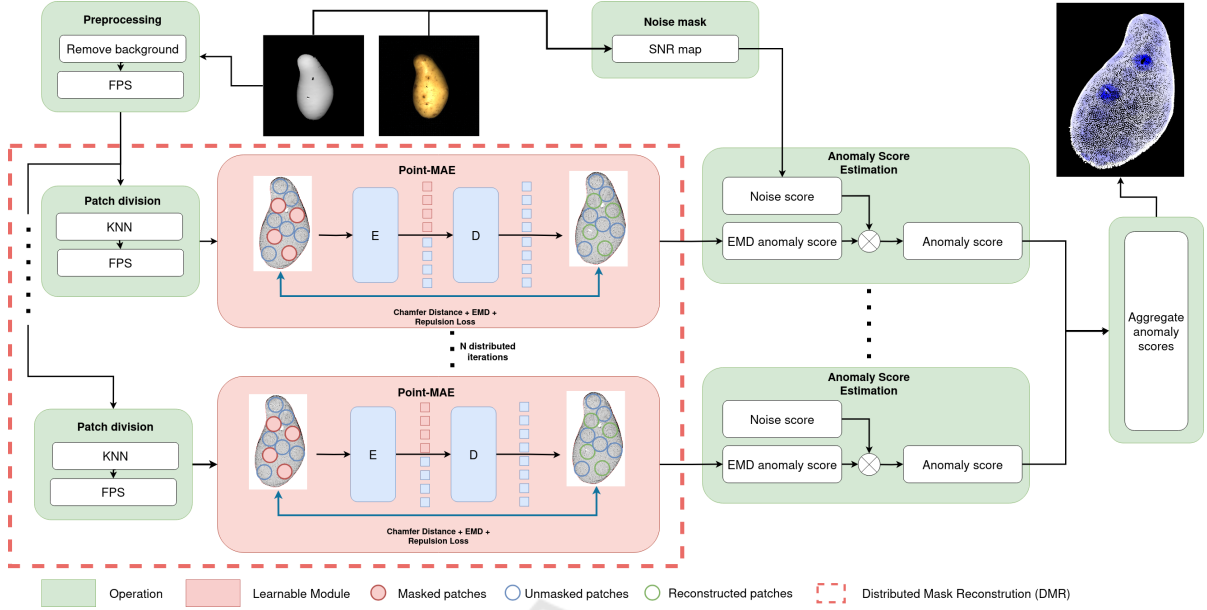 Preprocessing
Remove background
FPS
Noise mask
SNR map
Patch division
KNN
FPS
Point-MAE
E
D
Chamfer Distance + EMD +
Repulsion Loss
Anomaly Score
Estimation
Noise score
EMD anomaly score
Anomaly score
N distributed
iterations
Aggregate
anomaly
scores
Patch division
KNN
FPS
Point-MAE
E
D
Chamfer Distance + EMD +
Repulsion Loss
Anomaly Score
Estimation
Noise score
EMD anomaly score
Anomaly score
Operation
Learnable Module
Masked patches
Unmasked patches
Reconstructed patches
Distributed Mask Reconstrution (DMR)